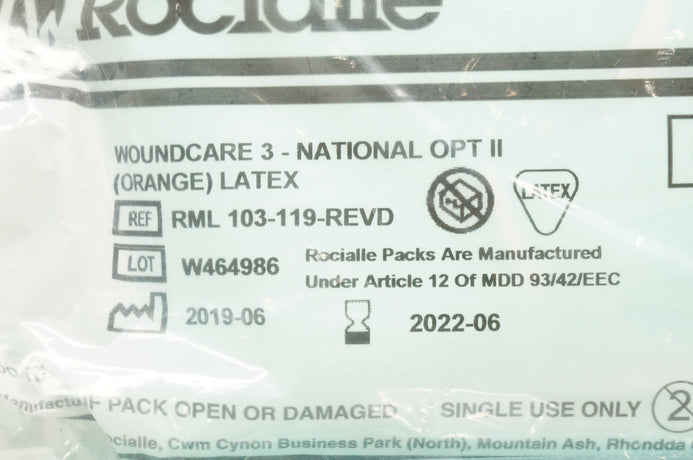 Rocialle
WOUNDCARE 3 - NATIONAL OPT II
(ORANGE) LATEX
LATEX
REF RML 103-119-REVD
LOT W464986
Rocialle Packs Are Manufactured
Under Article 12 Of MDD 93/42/EEC
2019-06
2022-06
PACK OPEN OR DAMAGED SINGLE USE ONLY 2
Cwm Cynon Business Park (North), Mountain Ash, Rhondda